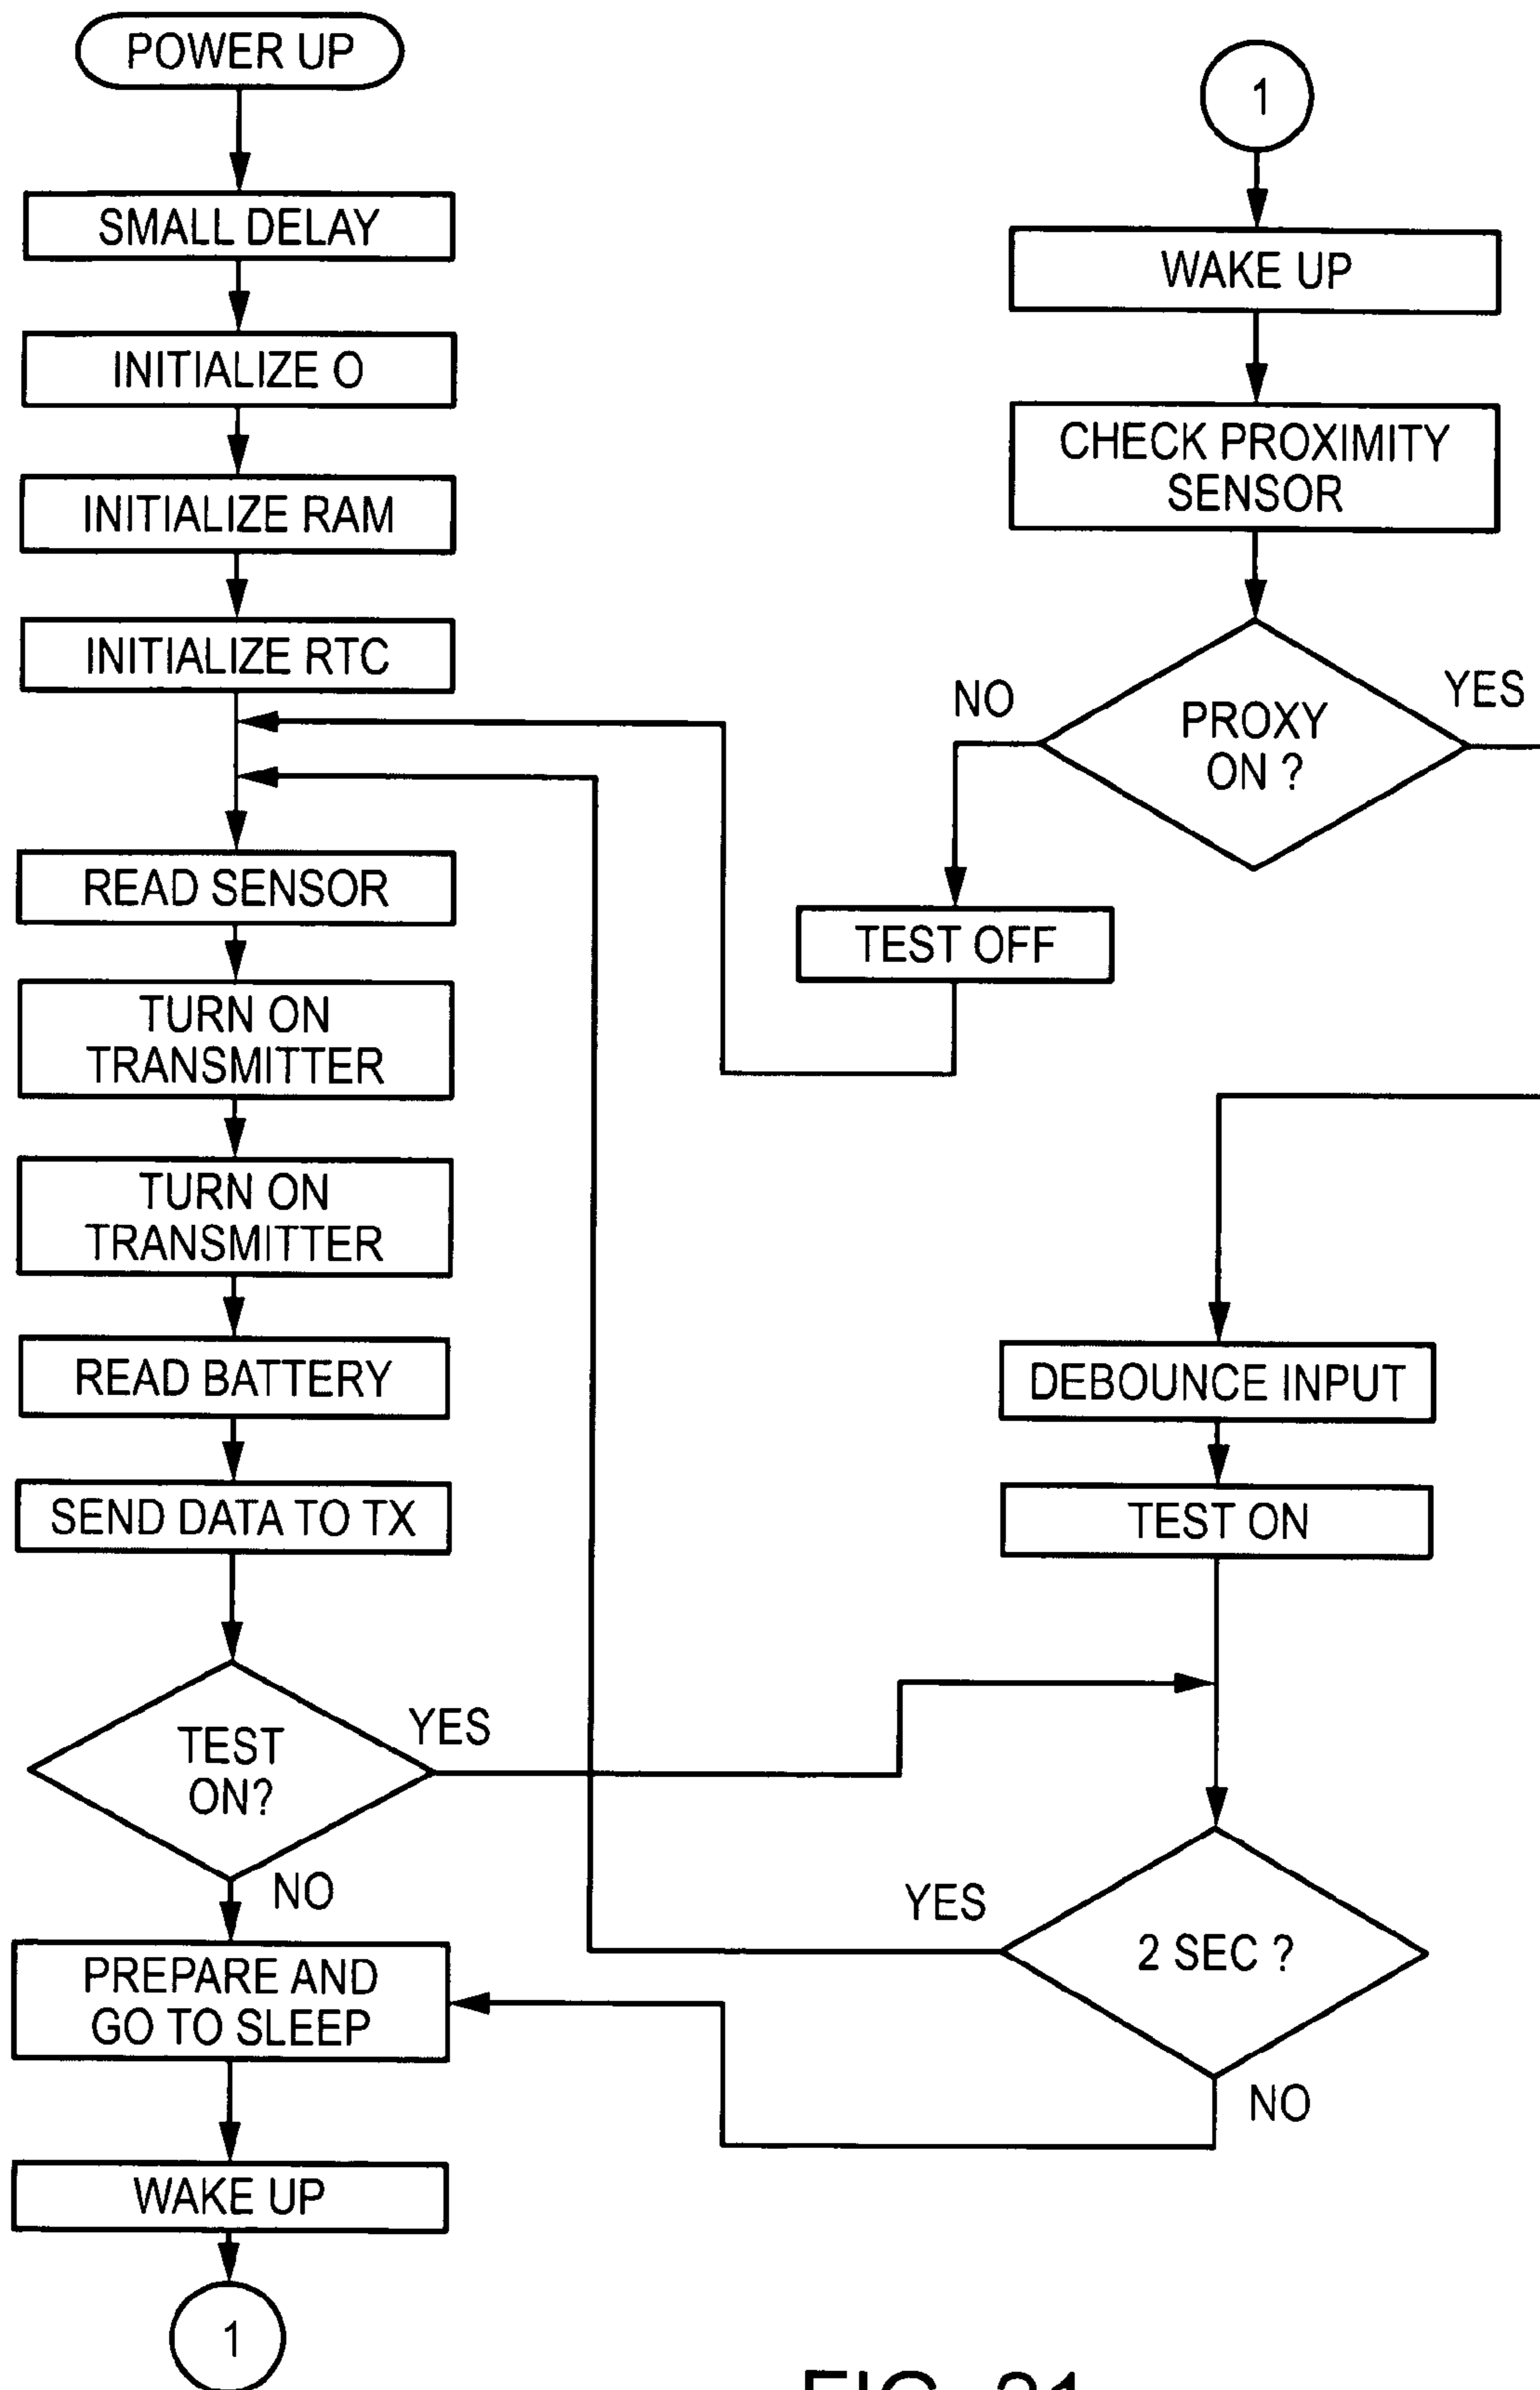 POWER UP
SMALL DELAY
INITIALIZE O
INITIALIZE RAM
INITIALIZE RTC
READ SENSOR
TURN ON
TRANSMITTER
TURN ON
TRANSMITTER
READ BATTERY
SEND DATA TO TX
TEST
ON?
YES
NO
PREPARE AND
GO TO SLEEP
WAKE UP
1
1
WAKE UP
CHECK PROXIMITY
SENSOR
PROXY
ON ?
NO
YES
TEST OFF
DEBOUNCE INPUT
TEST ON
2 SEC ?
YES
NO
FIG. 21